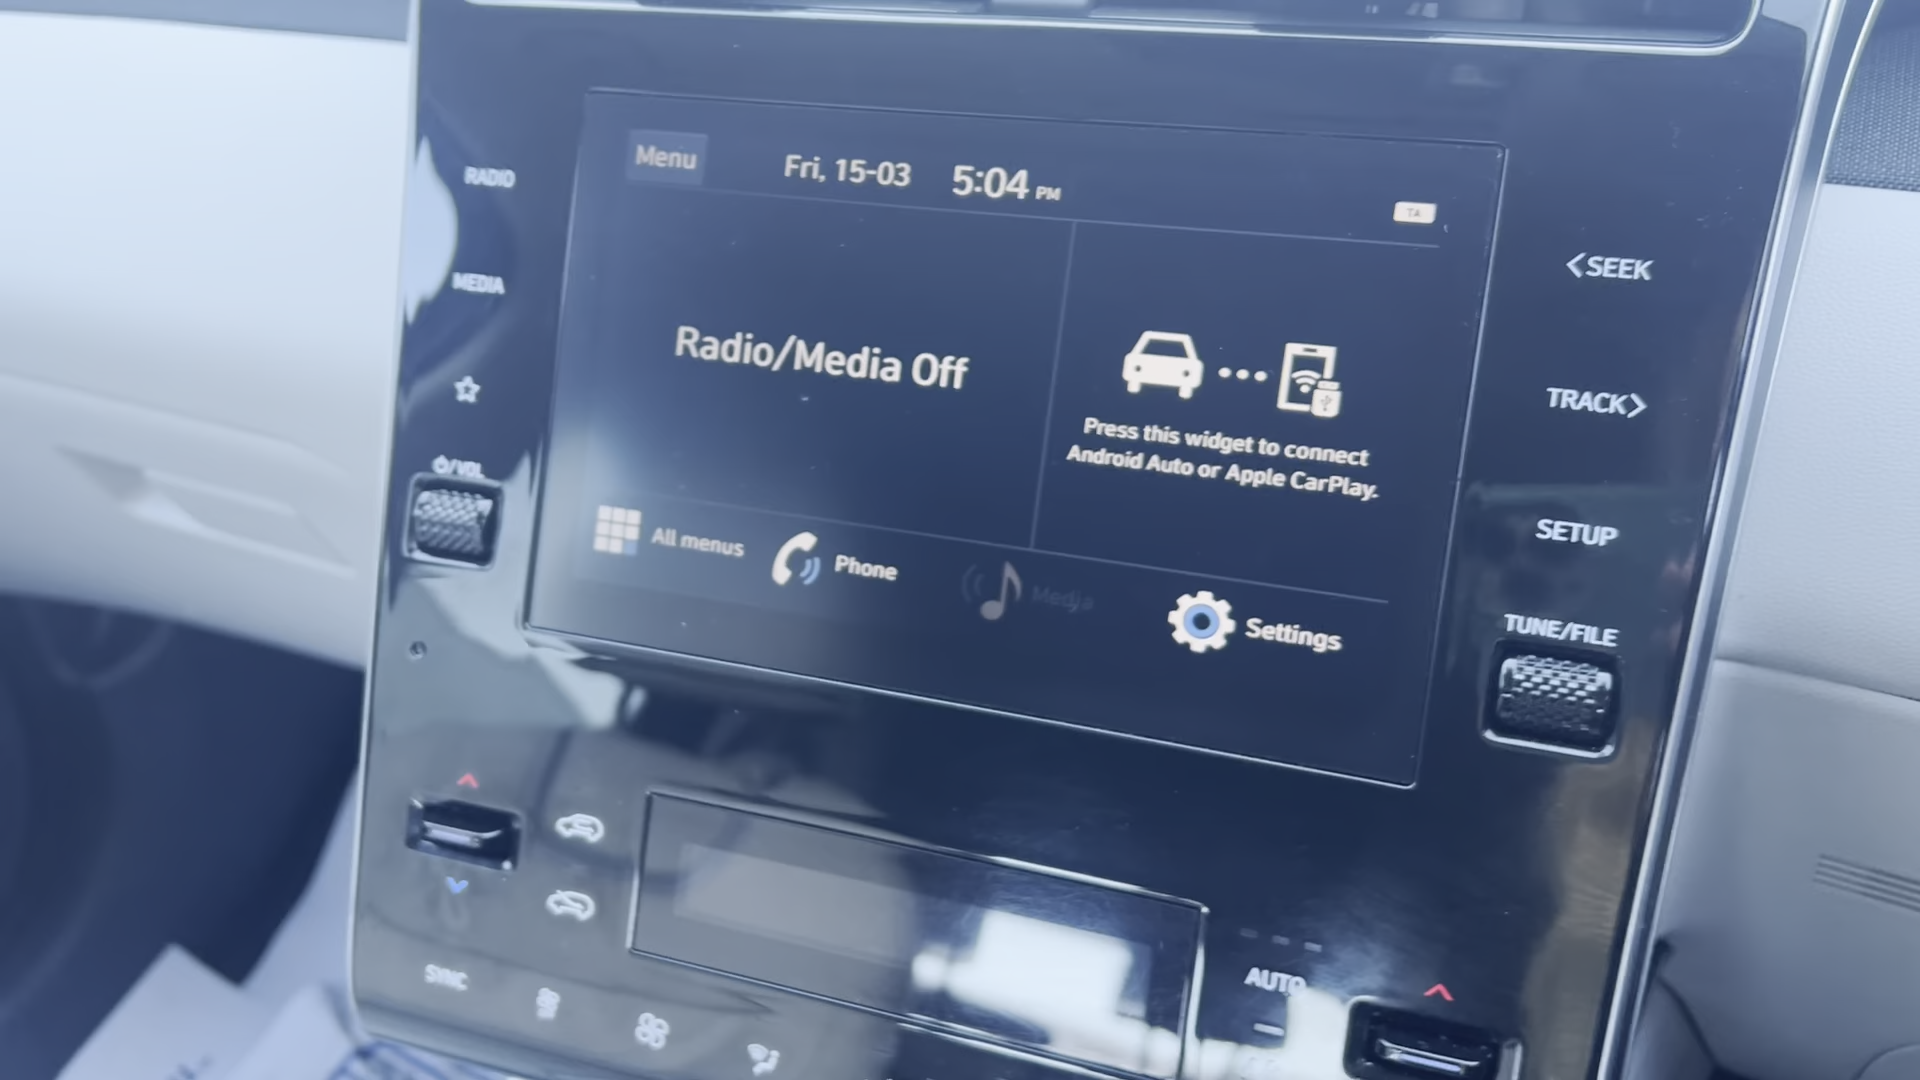 Menu
Fri, 15-03
5:04 PM
TA
RADIO
MEDIA
/VOL
Radio/Media Off
Press this widget to connect
Android Auto or Apple CarPlay.
All menus
Phone
Media
Settings
<SEEK
TRACK>
SETUP
TUNE/FILE
SYNC
AUTO